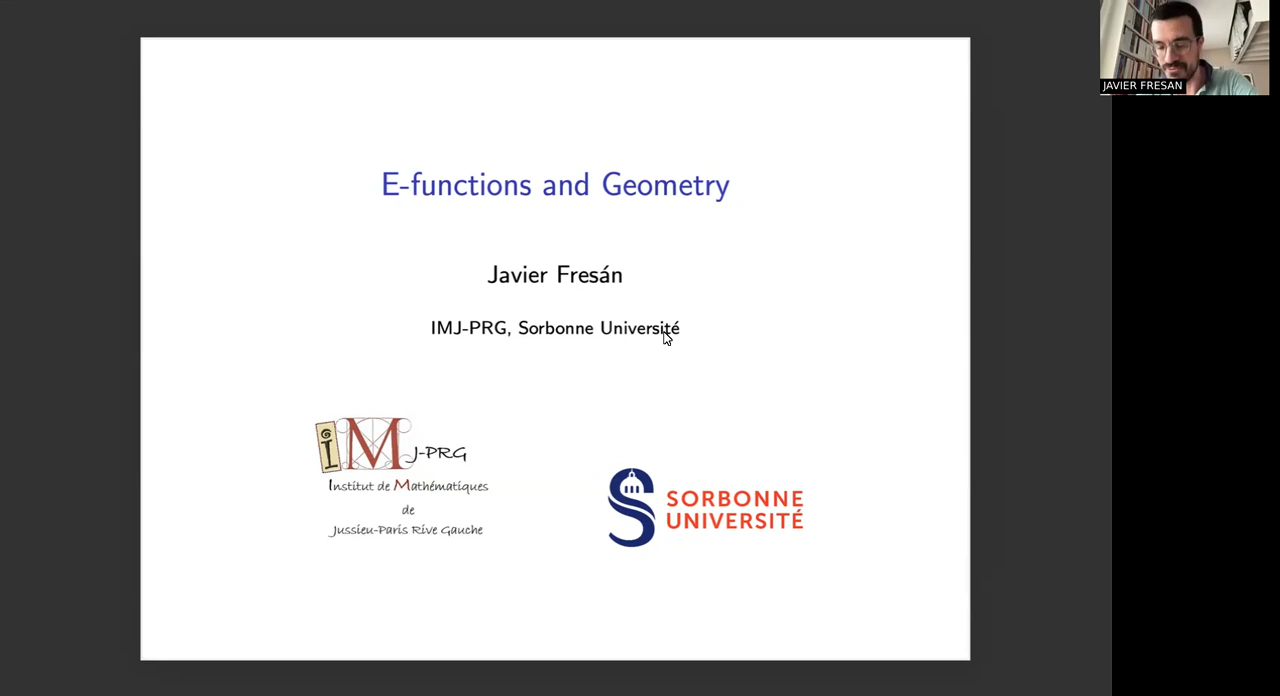 JAVIER FRESAN
E-functions and Geometry
Javier Fresán
IMJ-PRG, Sorbonne Université
IMJ-PRG
Institut de Mathématiques
de
Jussieu-Paris Rive Gauche
SORBONNE
UNIVERSITÉ